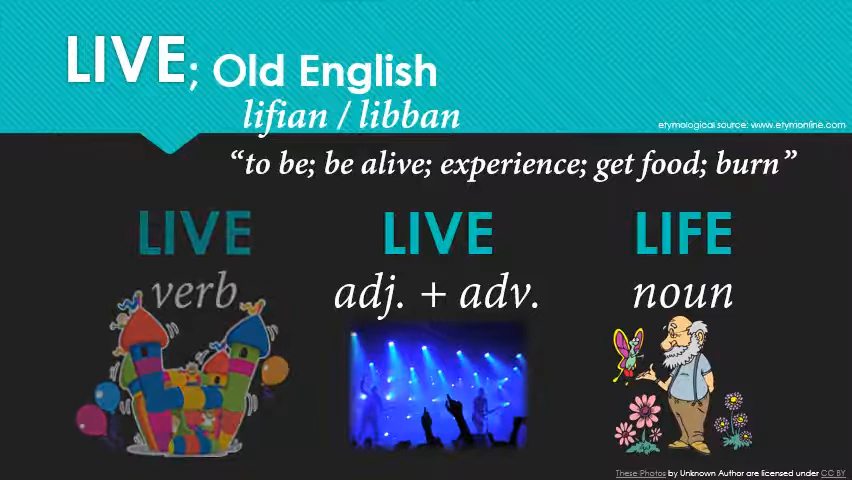 LIVE; Old English
lifian / libban
etymological source: www.etymonline.com
“to be; be alive; experience; get food; burn”
LIVE LIVE LIFE
verb adj. + adv. noun
These Photos by Unknown Author are licensed under CC BY